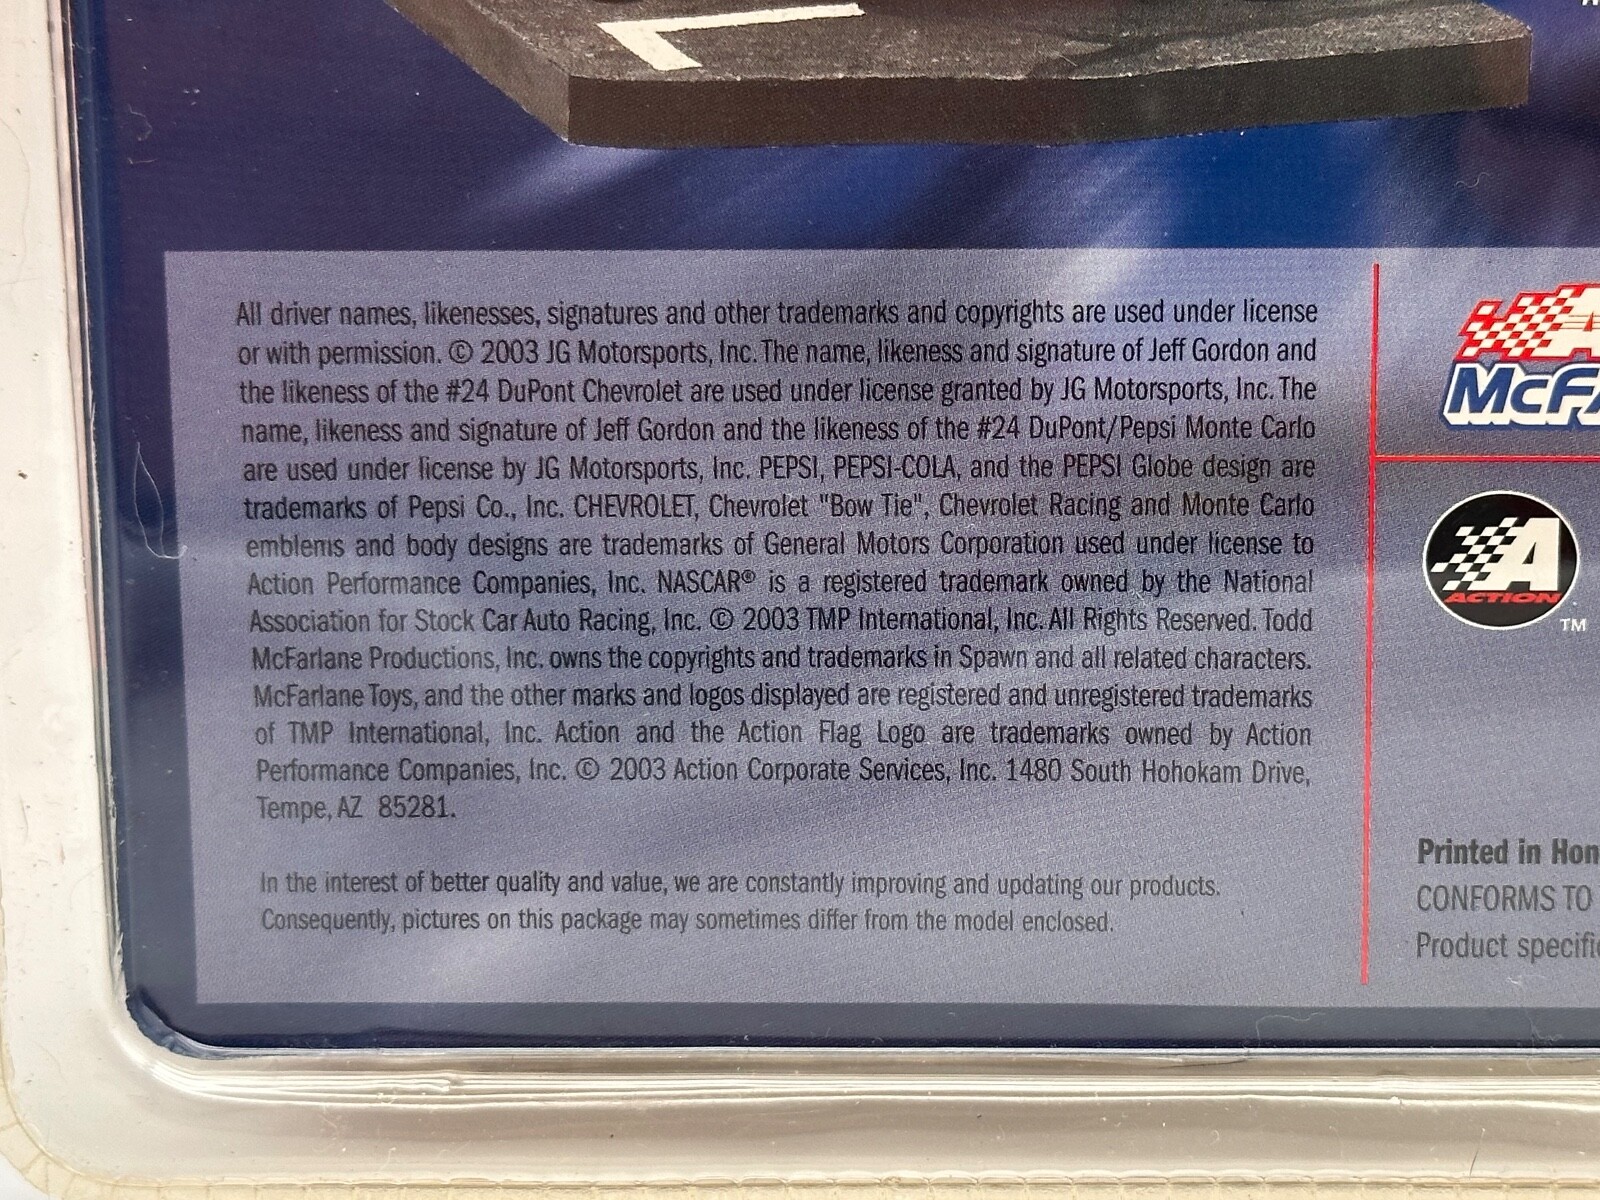 All driver names, likenesses, signatures and other trademarks and copyrights are used under license
or with permission. © 2003 JG Motorsports, Inc. The name, likeness and signature of Jeff Gordon and
the likeness of the #24 DuPont Chevrolet are used under license granted by JG Motorsports, Inc. The
name, likeness and signature of Jeff Gordon and the likeness of the #24 DuPont/Pepsi Monte Carlo
are used under license by JG Motorsports, Inc. PEPSI, PEPSI-COLA, and the PEPSI Globe design are
trademarks of Pepsi Co., Inc. CHEVROLET, Chevrolet "Bow Tie", Chevrolet Racing and Monte Carlo
emblems and body designs are trademarks of General Motors Corporation used under license to
Action Performance Companies, Inc. NASCAR® is a registered trademark owned by the National
Association for Stock Car Auto Racing, Inc. © 2003 TMP International, Inc. All Rights Reserved. Todd
McFarlane Productions, Inc. owns the copyrights and trademarks in Spawn and all related characters.
McFarlane Toys, and the other marks and logos displayed are registered and unregistered trademarks
of TMP International, Inc. Action and the Action Flag Logo are trademarks owned by Action
Performance Companies, Inc. © 2003 Action Corporate Services, Inc. 1480 South Hohokam Drive,
Tempe, AZ 85281.
In the interest of better quality and value, we are constantly improving and updating our products.
Consequently, pictures on this package may sometimes differ from the model enclosed.
A
McFA
A
ACTION
TM
Printed in Hon
CONFORMS TO
Product specifi